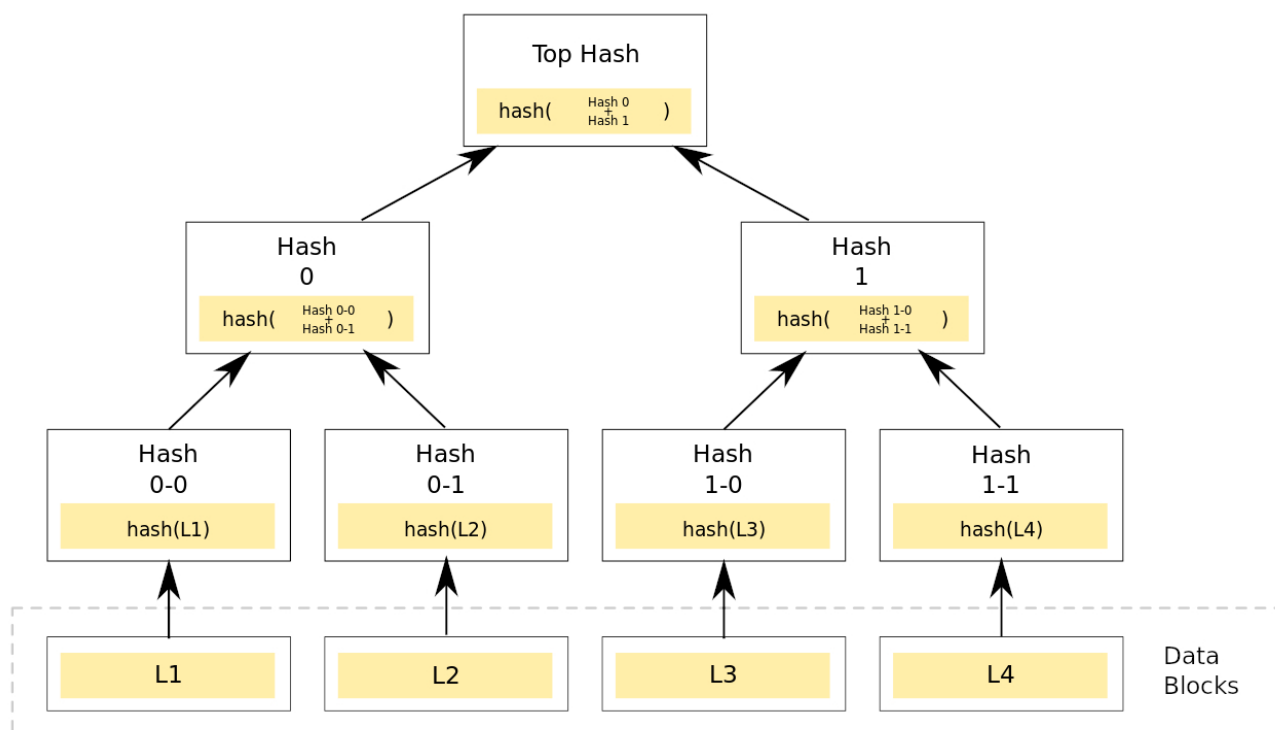 Top Hash
hash( Hash 0 + Hash 1 )
Hash
0
hash( Hash 0-0 + Hash 0-1 )
Hash
1
hash( Hash 1-0 + Hash 1-1 )
Hash
0-0
hash(L1)
Hash
0-1
hash(L2)
Hash
1-0
hash(L3)
Hash
1-1
hash(L4)
L1
L2
L3
L4
Data
Blocks